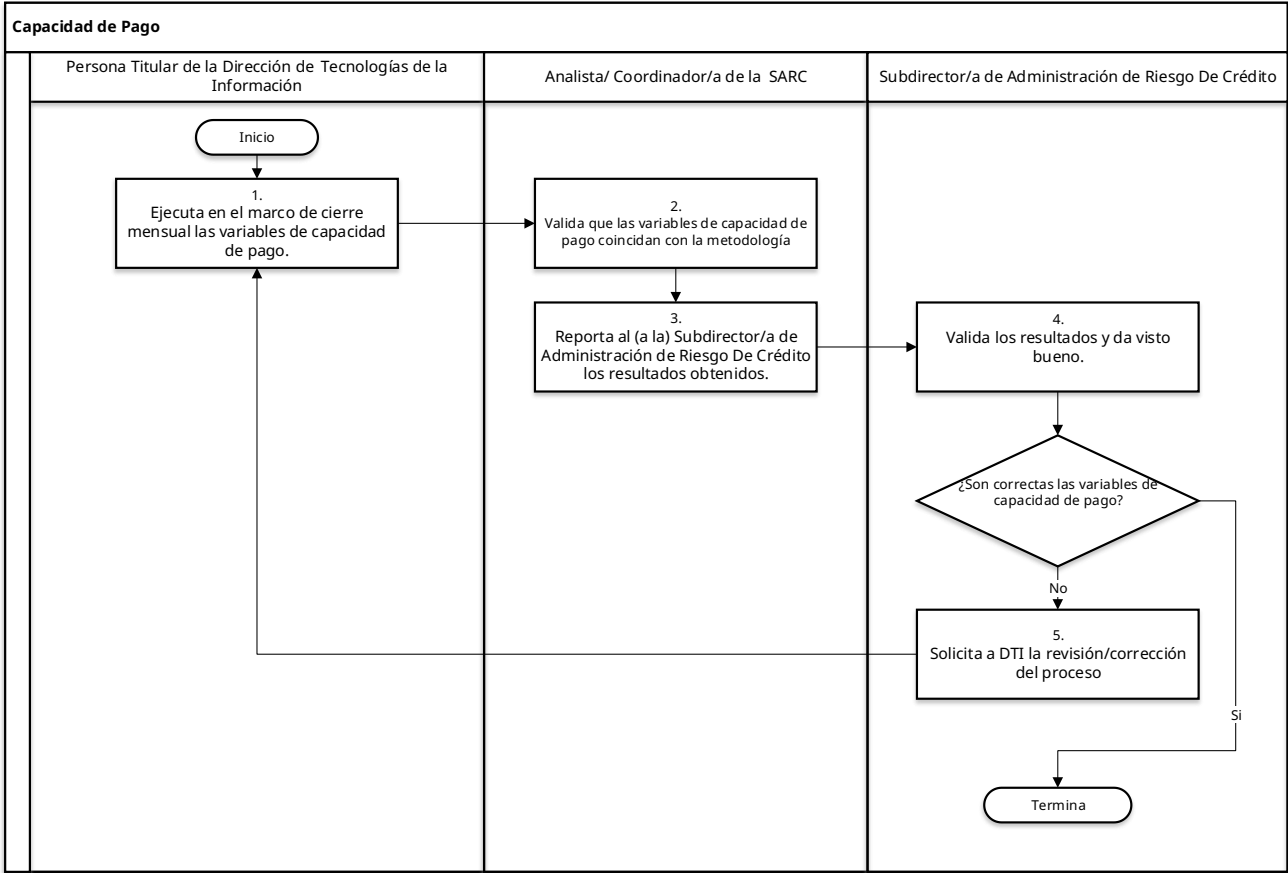 Capacidad de Pago
Persona Titular de la Dirección de Tecnologías de la
Información
Analista/ Coordinador/a de la SARC
Subdirector/a de Administración de Riesgo De Crédito
Inicio
1.
Ejecuta en el marco de cierre
mensual las variables de capacidad
de pago.
2.
Valida que las variables de capacidad de
pago coincidan con la metodología
3.
Reporta al (a la) Subdirector/a de
Administración de Riesgo De Crédito
los resultados obtenidos.
4.
Valida los resultados y da visto
bueno.
¿Son correctas las variables de
capacidad de pago?
No
5.
Solicita a DTI la revisión/corrección
del proceso
Si
Termina